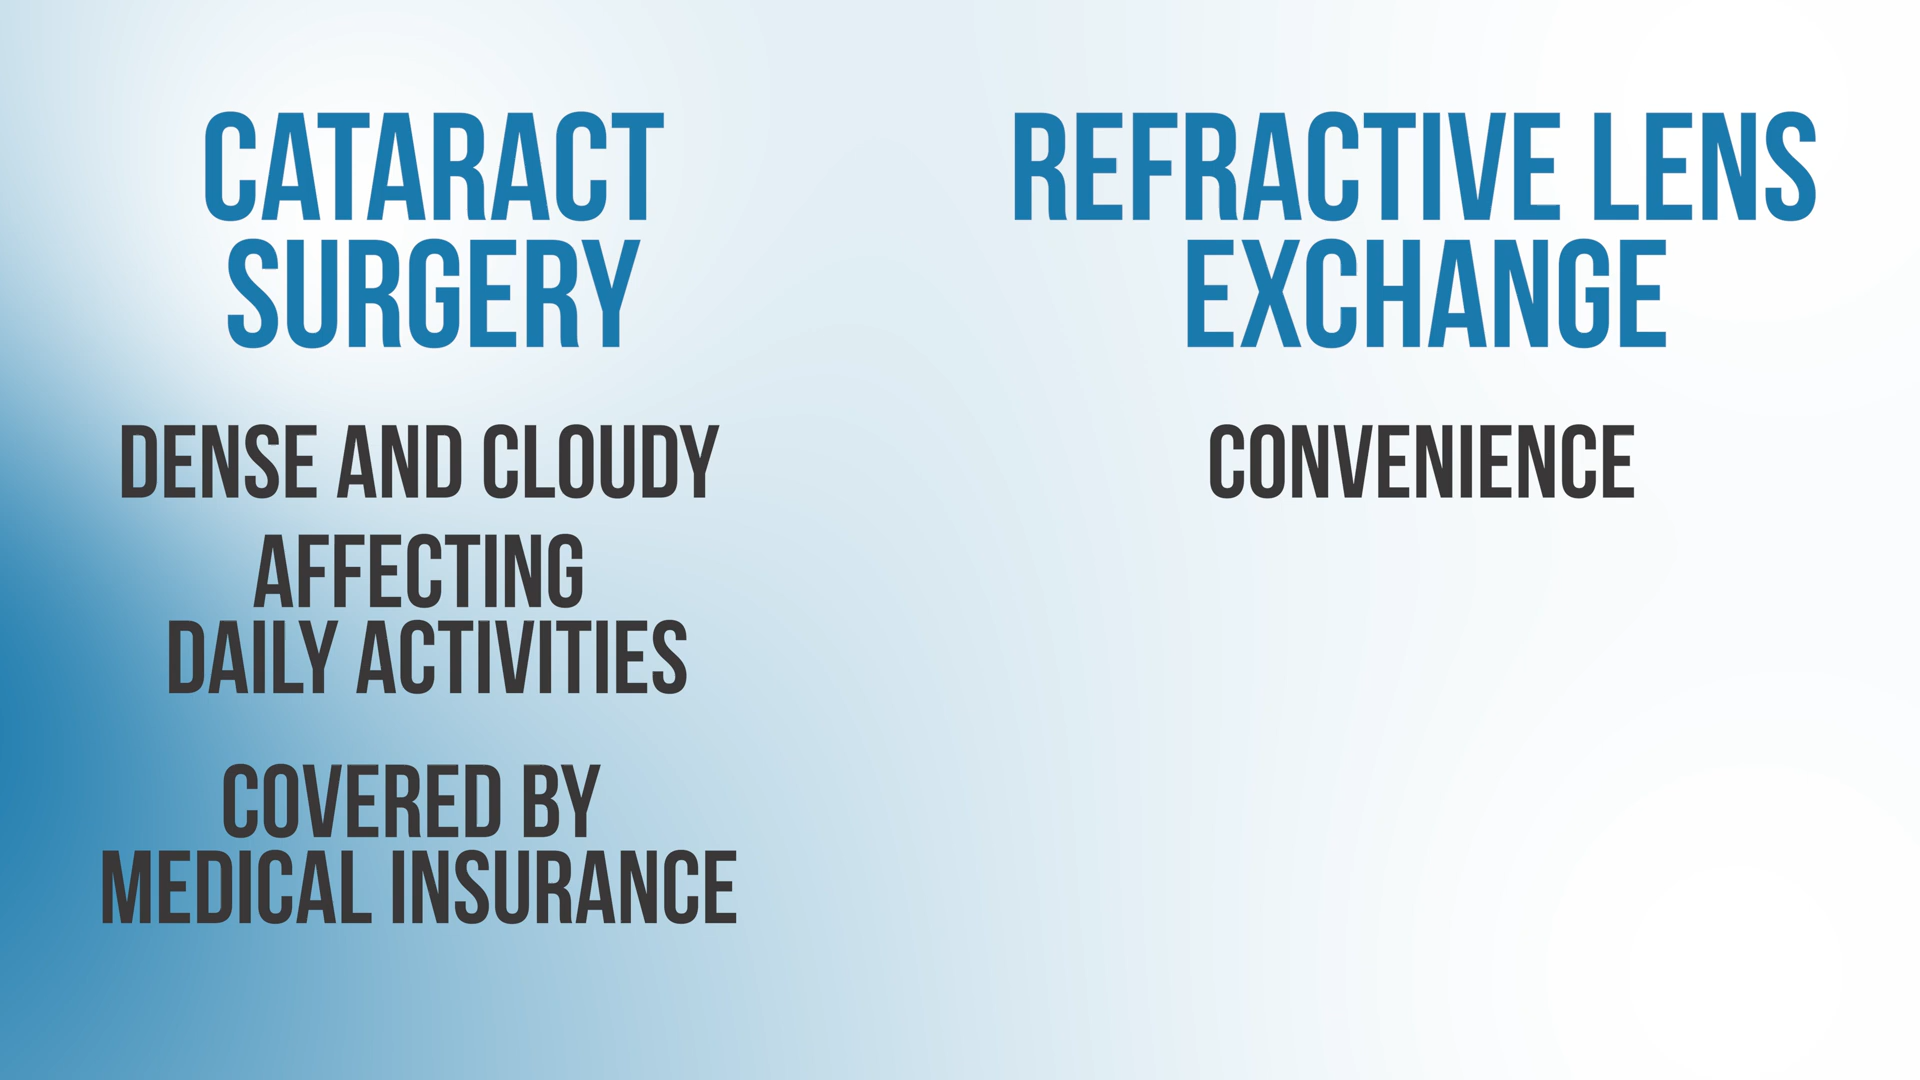 CATARACT
SURGERY
DENSE AND CLOUDY
AFFECTING
DAILY ACTIVITIES
COVERED BY
MEDICAL INSURANCE
REFRACTIVE LENS
EXCHANGE
CONVENIENCE